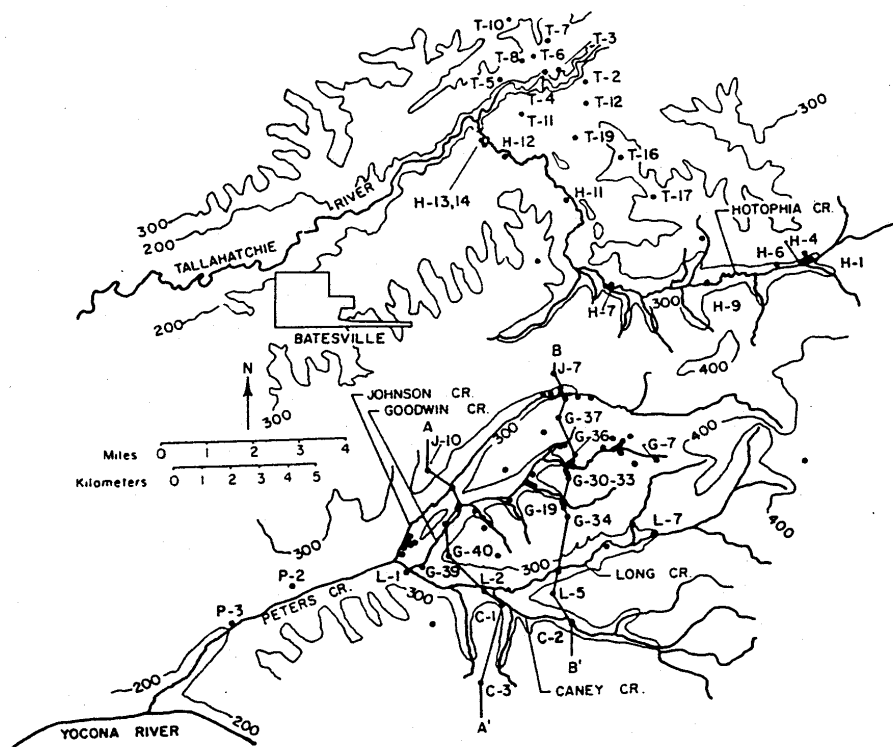 T-10
T-7
T-3
T-8
T-6
T-5
T-2
T-4
T-12
T-11
300
H-12
T-19
T-16
H-13,14
H-11
T-17
RIVER
300
200
HOTOPHIA CR.
TALLAHATCHIE
H-4
H-6
H-1
300
H-7
H-9
200
BATESVILLE
B
400
J-7
N
JOHNSON CR.
300
GOODWIN CR.
G-37
A
300
G-36
400
J-10
G-7
Miles 0 1 2 3 4
Kilometers 0 1 2 3 4 5
G-30-33
G-19
G-34
L-7
400
300
G-40
300
P-2
L-1
G-39
L-2
LONG CR.
PETERS CR.
300
L-5
P-3
C-1
C-2
B'
200
C-3
CANEY CR.
200
A'
YOCONA RIVER